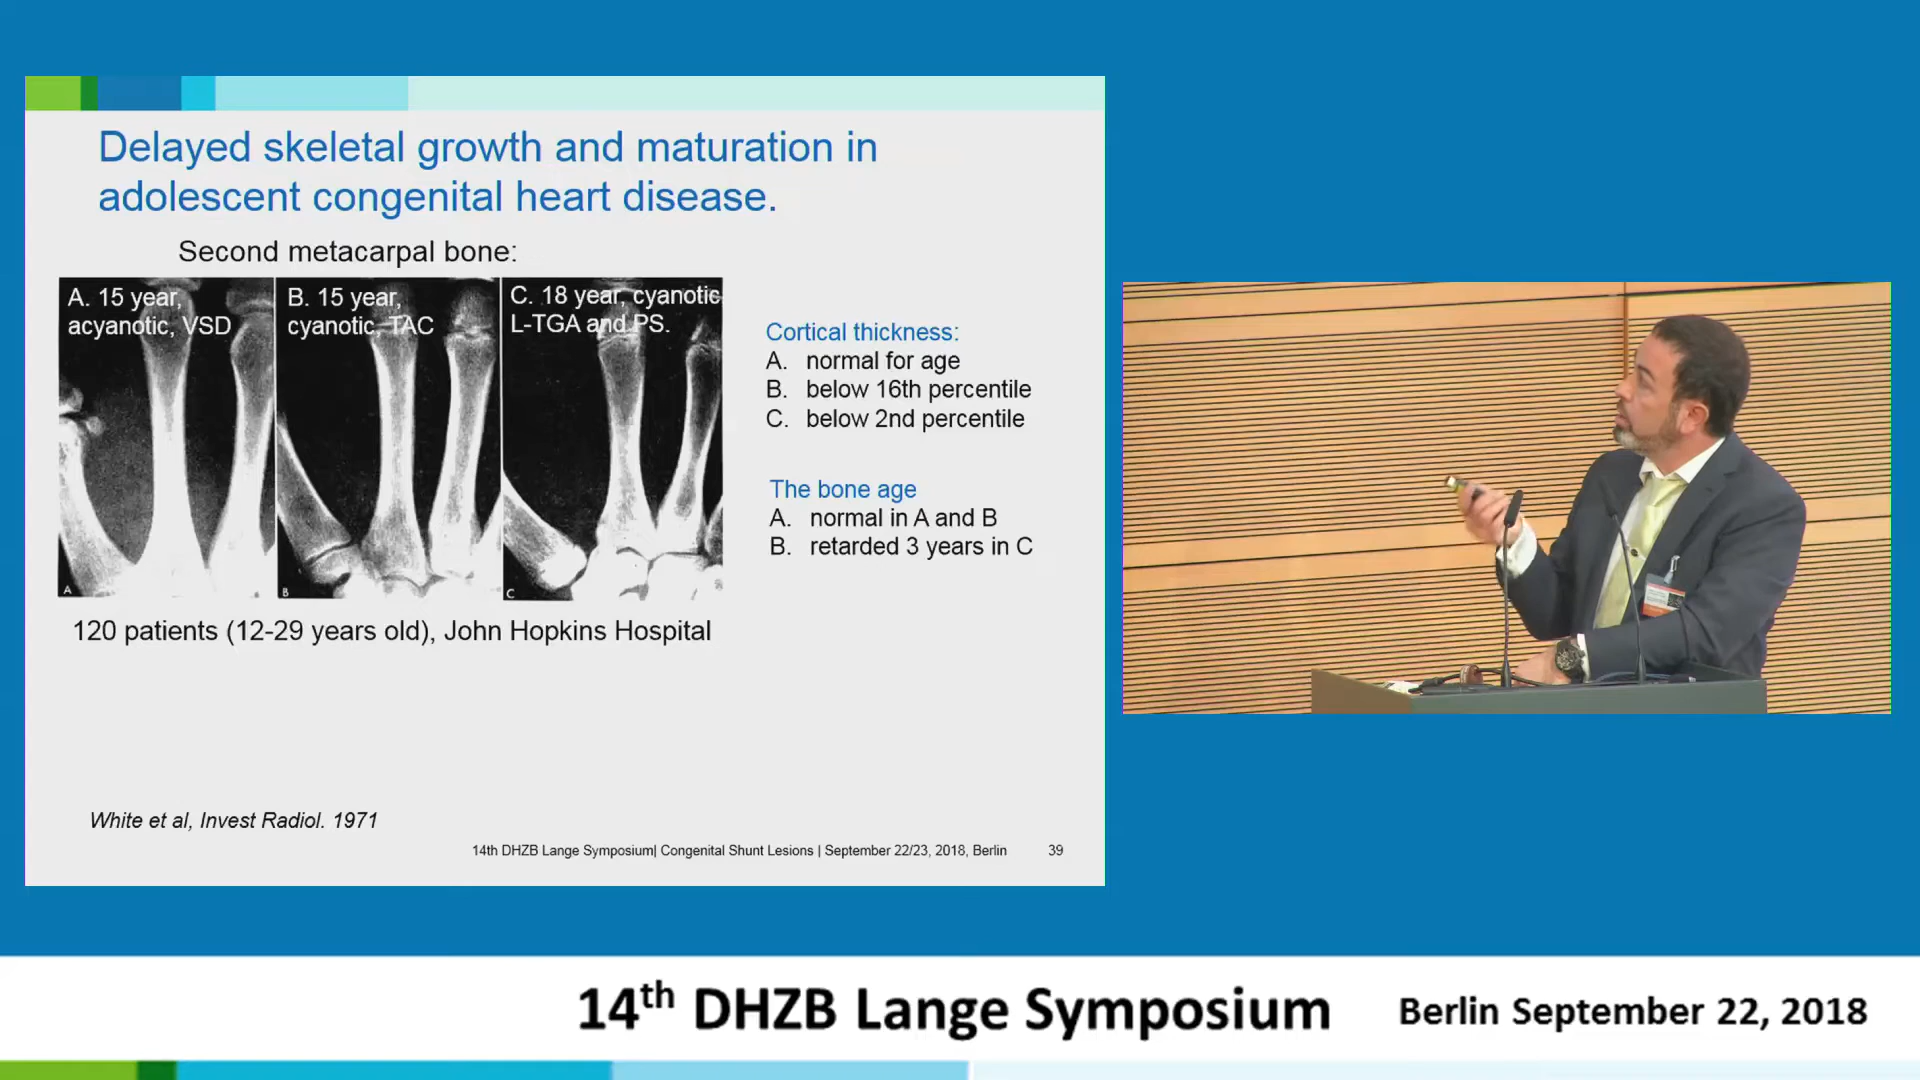 Delayed skeletal growth and maturation in
adolescent congenital heart disease.
Second metacarpal bone:
A. 15 year,
acyanotic, VSD
B. 15 year,
cyanotic, TAC
C. 18 year, cyanotic
L-TGA and PS.
A
B
C
Cortical thickness:
A. normal for age
B. below 16th percentile
C. below 2nd percentile
The bone age
A. normal in A and B
B. retarded 3 years in C
120 patients (12-29 years old), John Hopkins Hospital
White et al, Invest Radiol. 1971
14th DHZB Lange Symposium| Congenital Shunt Lesions | September 22/23, 2018, Berlin 39
14th DHZB Lange Symposium Berlin September 22, 2018